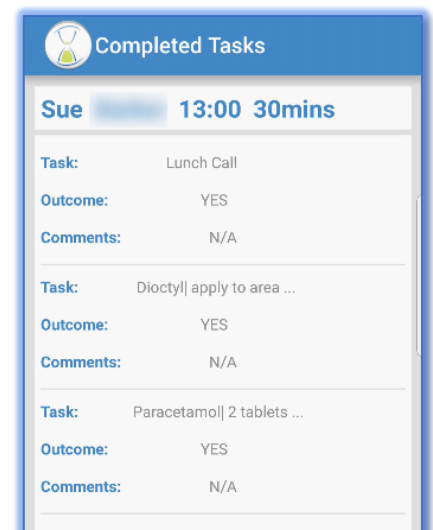 Completed Tasks
Sue 13:00 30mins
Task: Lunch Call
Outcome: YES
Comments: N/A
Task: Dioctyl| apply to area ...
Outcome: YES
Comments: N/A
Task: Paracetamol| 2 tablets ...
Outcome: YES
Comments: N/A